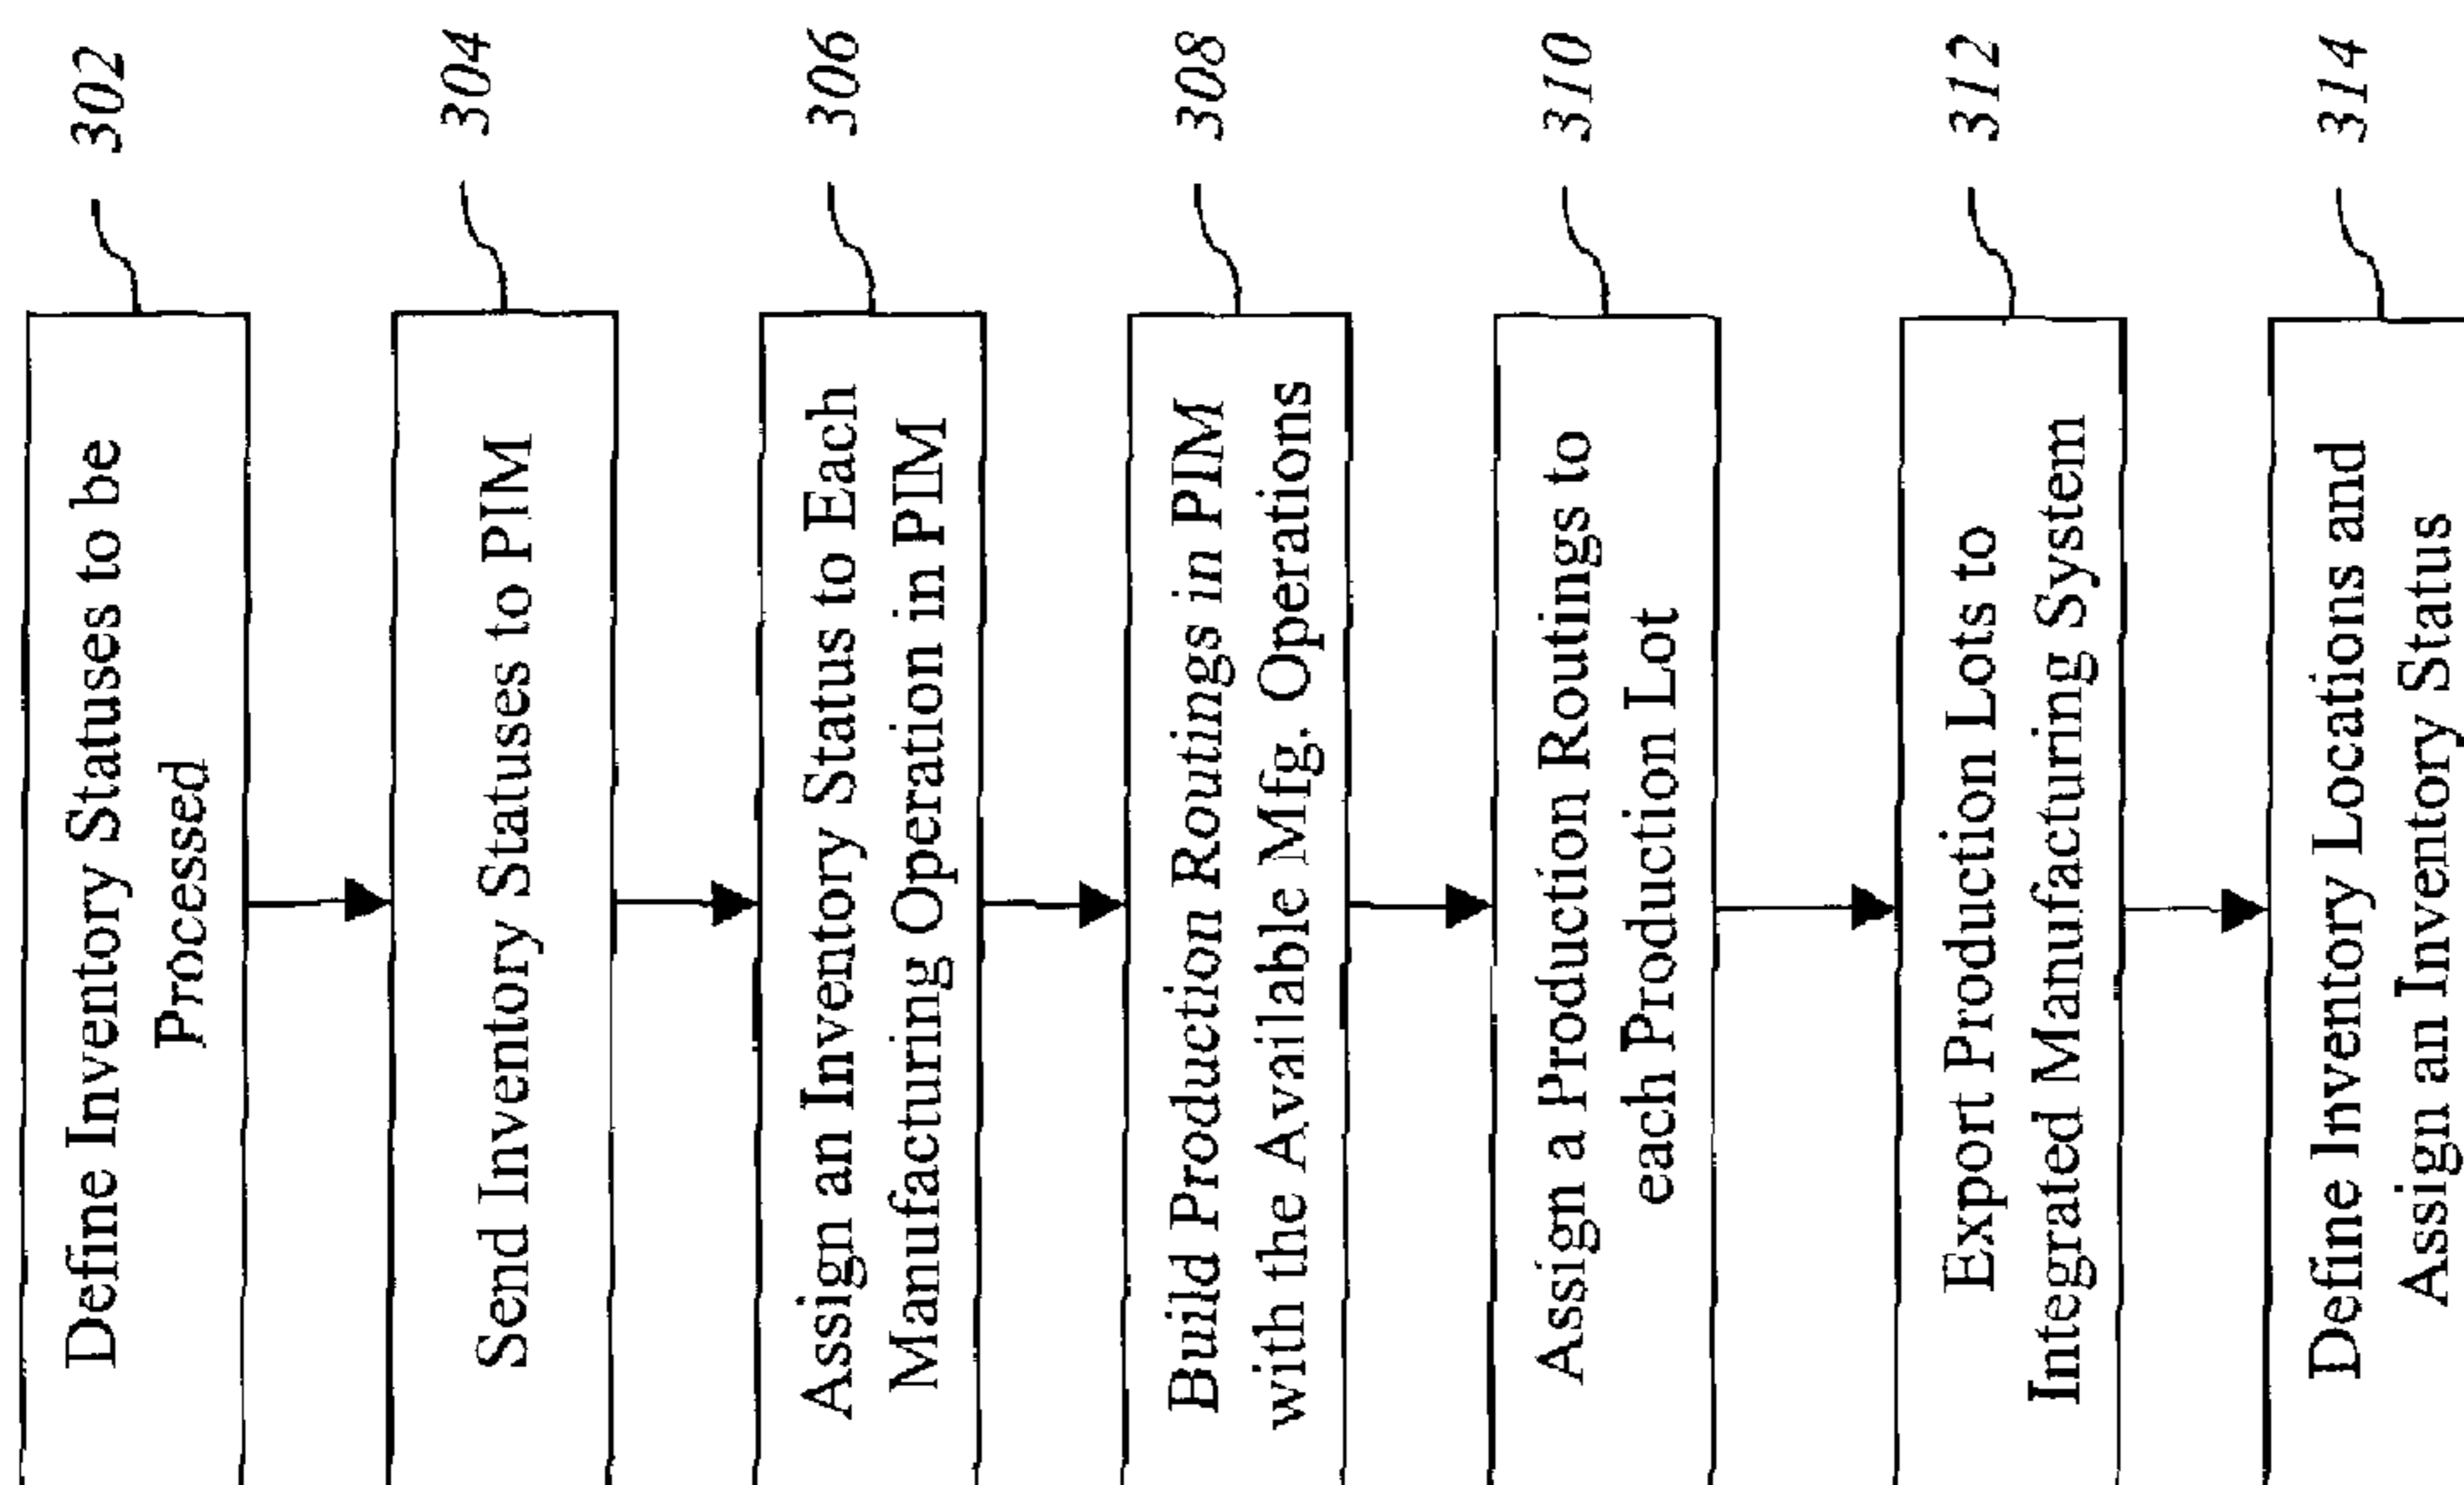 Define Inventory Statuses to be
Processed
302
Send Inventory Statuses to PIM
304
Assign an Inventory Status to Each
Manufacturing Operation in PIM
306
Build Production Routings in PIM
with the Available Mfg. Operations
308
Assign a Production Routings to
each Production Lot
310
Export Production Lots to
Integrated Manufacturing System
312
Define Inventory Locations and
Assign an Inventory Status
314